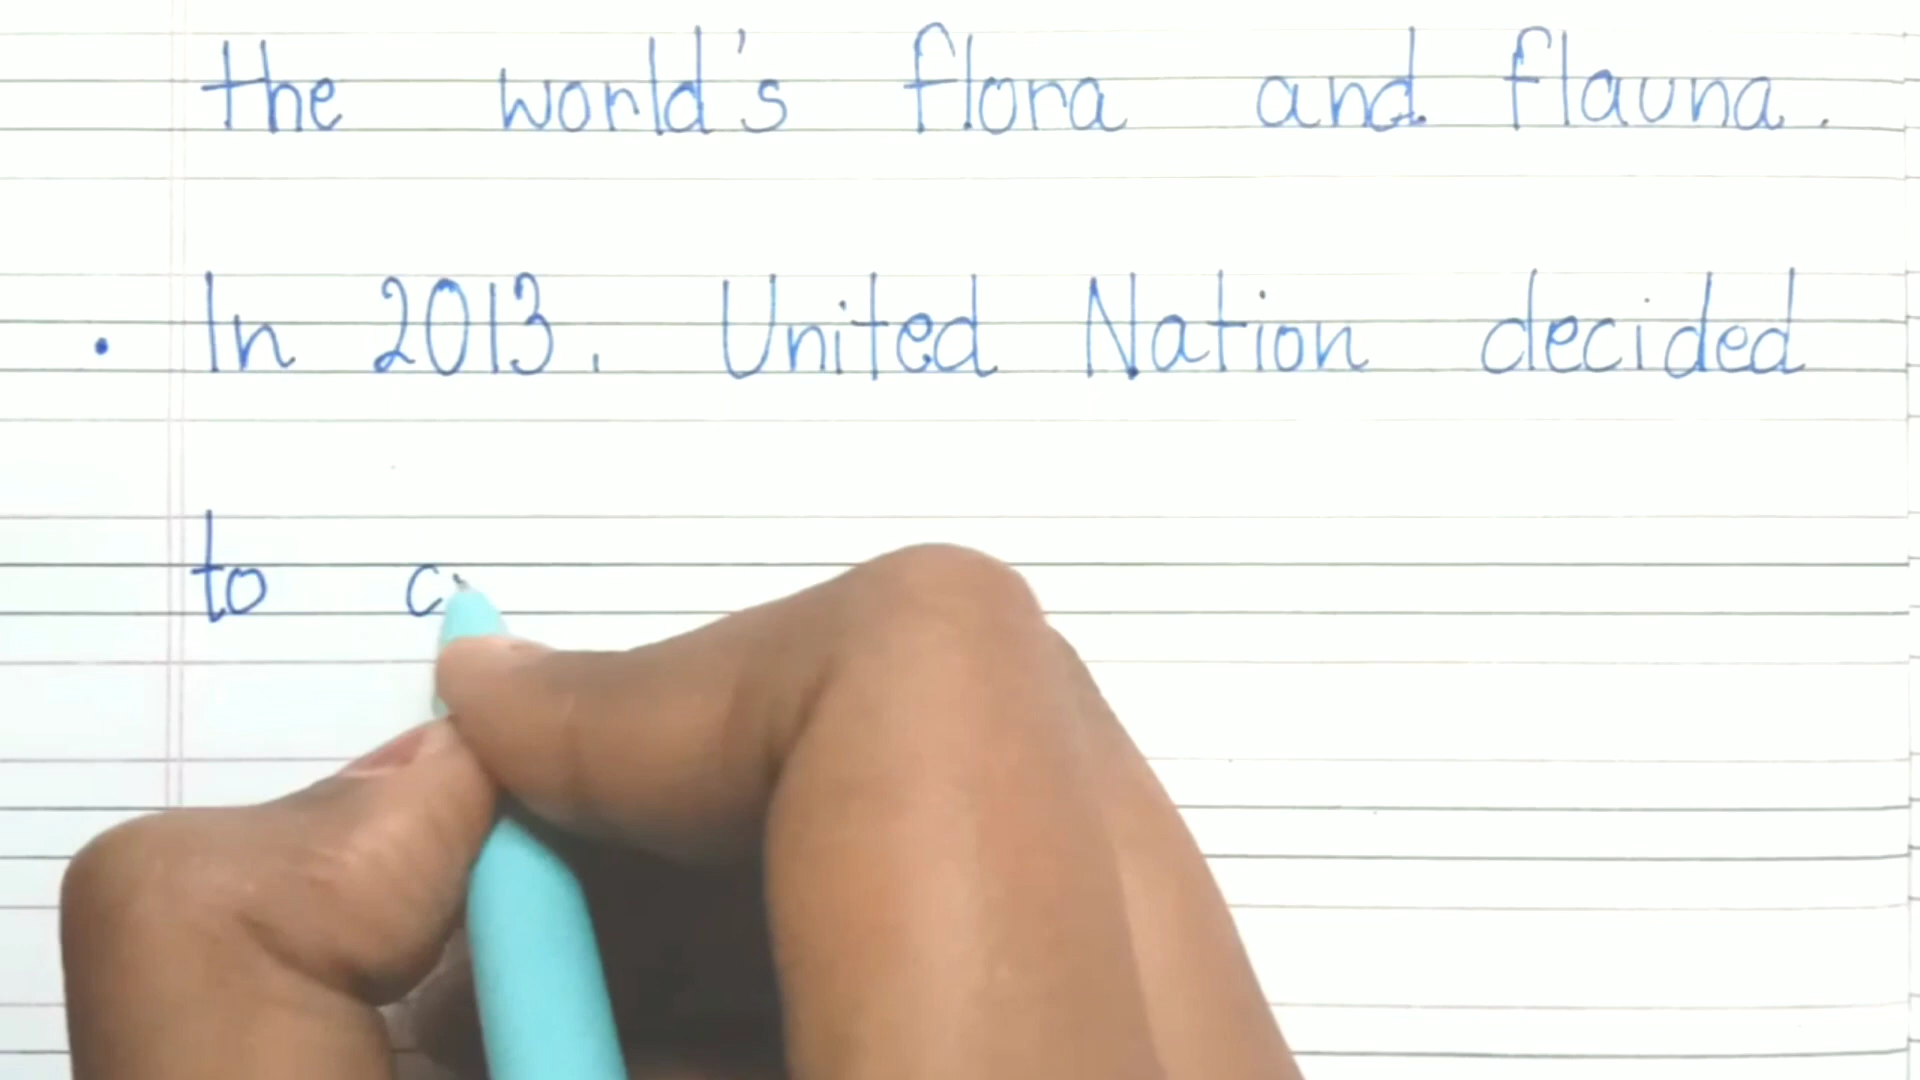 the world's flora and flauna.
. In 2013, United Nation decided
to c